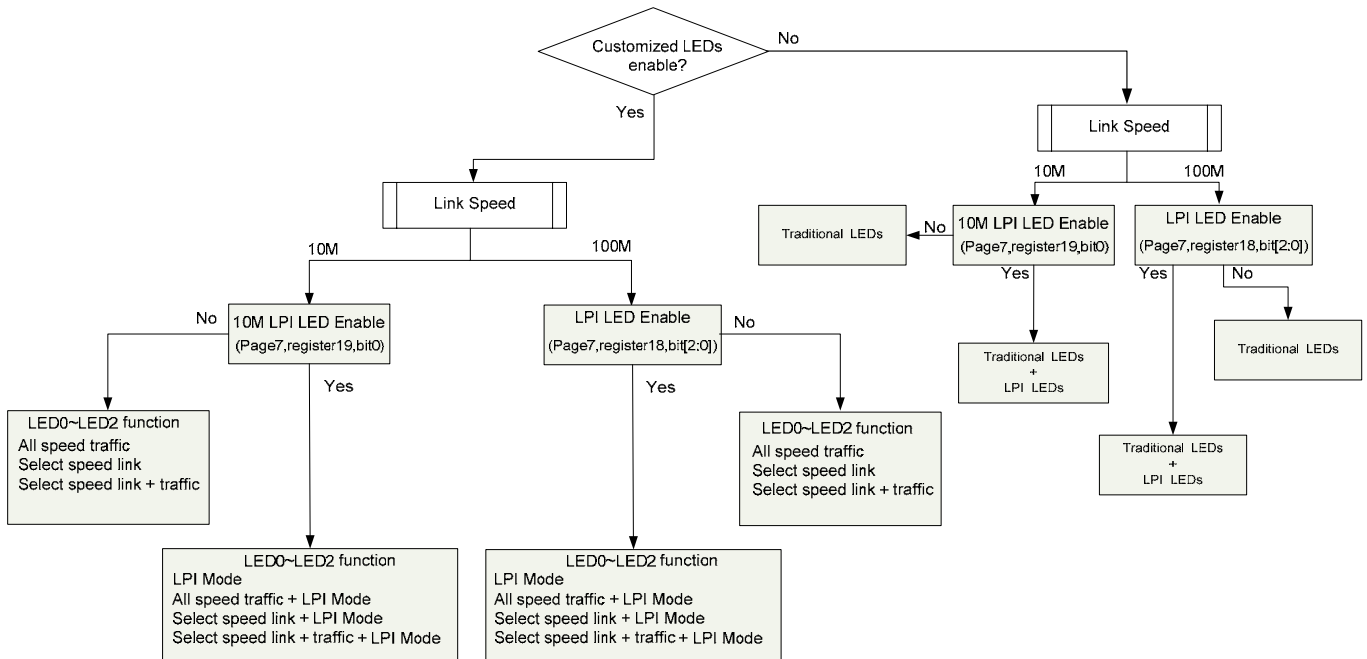 Customized LEDs
enable?
No
Yes
Link Speed
10M
100M
Traditional LEDs
No
10M LPI LED Enable
(Page7,register19,bit0)
Yes
LPI LED Enable
(Page7,register18,bit[2:0])
Yes
No
Traditional LEDs
+
LPI LEDs
Traditional LEDs
Traditional LEDs
+
LPI LEDs
Link Speed
10M
100M
No
10M LPI LED Enable
(Page7,register19,bit0)
Yes
LPI LED Enable
(Page7,register18,bit[2:0])
No
Yes
LED0~LED2 function
All speed traffic
Select speed link
Select speed link + traffic
LED0~LED2 function
All speed traffic
Select speed link
Select speed link + traffic
LED0~LED2 function
LPI Mode
All speed traffic + LPI Mode
Select speed link + LPI Mode
Select speed link + traffic + LPI Mode
LED0~LED2 function
LPI Mode
All speed traffic + LPI Mode
Select speed link + LPI Mode
Select speed link + traffic + LPI Mode